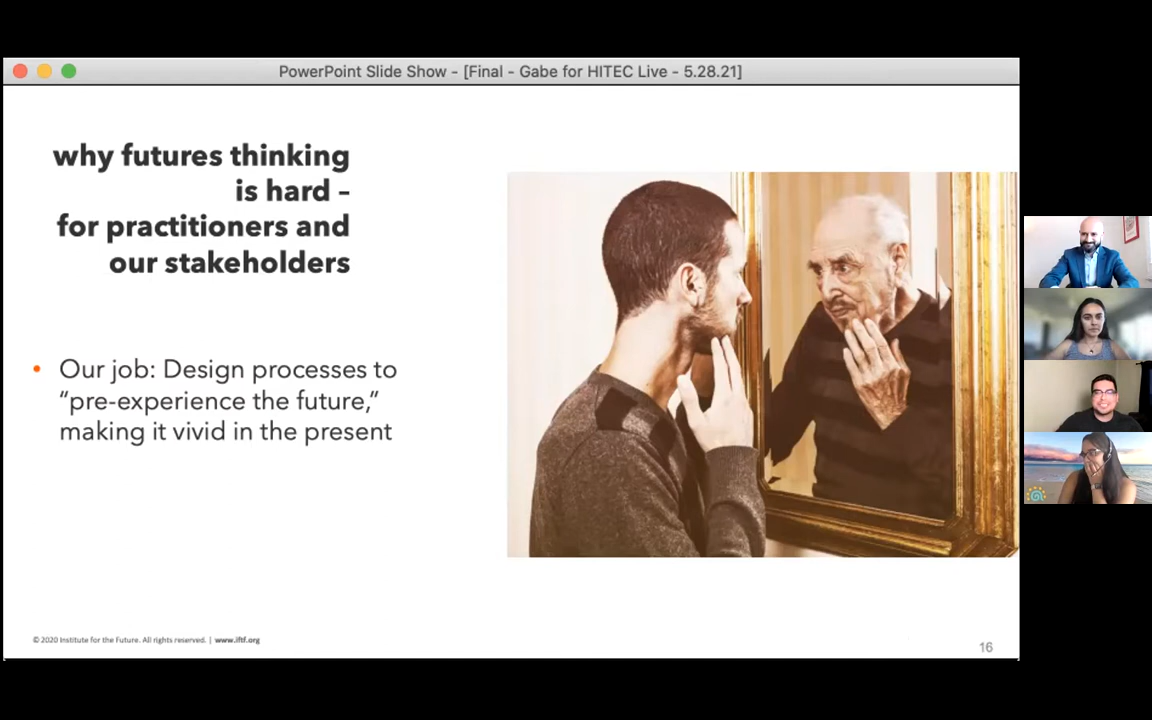 PowerPoint Slide Show - [Final - Gabe for HITEC Live - 5.28.21]
why futures thinking
is hard –
for practitioners and
our stakeholders
• Our job: Design processes to
“pre-experience the future,”
making it vivid in the present
© 2020 Institute for the Future. All rights reserved. | www.iftf.org
16